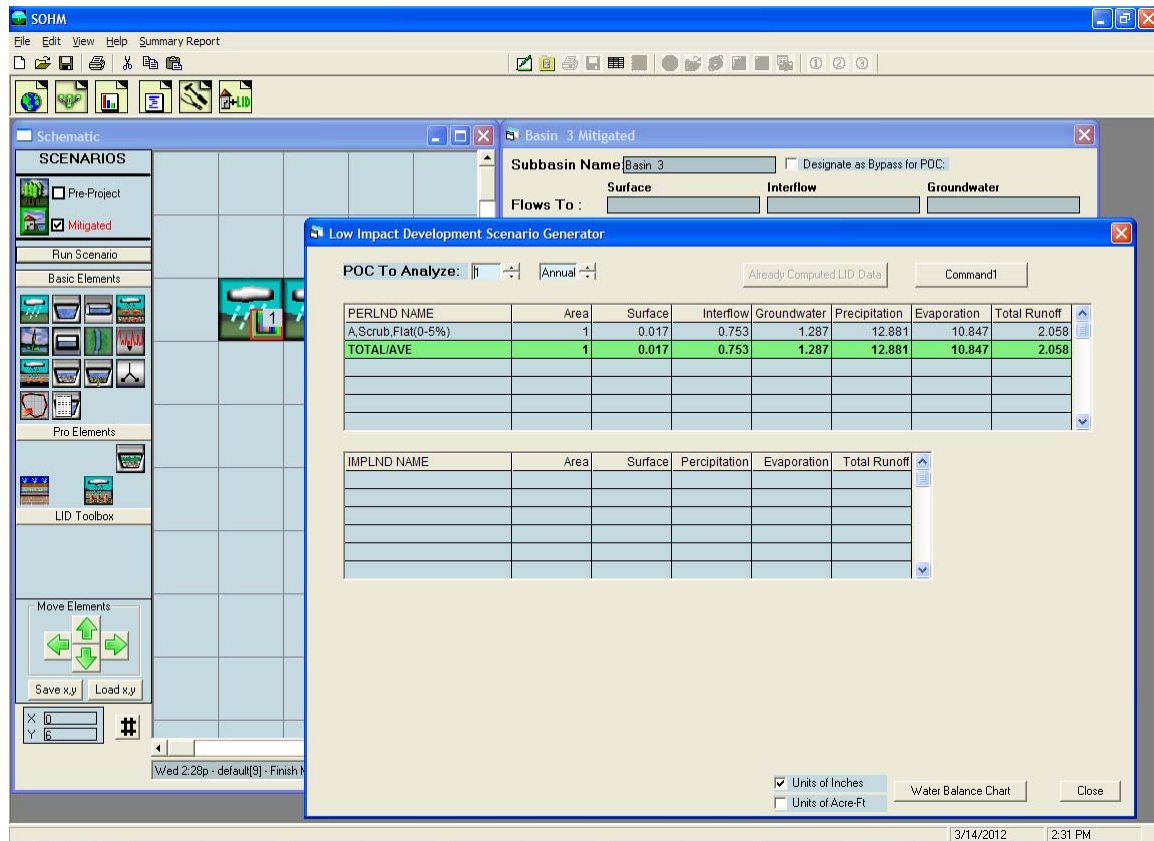 SOHM
File Edit View Help Summary Report
Schematic
SCENARIOS
Pre-Project
Mitigated
Run Scenario
Basic Elements
Pro Elements
LID Toolbox
Move Elements
Save x,y Load x,y
X 0
Y 6
#
1
Wed 2:28p - default[9] - Finish M
+LID
1 2 3
Basin 3 Mitigated
Subbasin Name: Basin 3 Designate as Bypass for POC:
Surface Interflow Groundwater
Flows To :
Low Impact Development Scenario Generator
POC To Analyze: 1 Annual Already Computed LID Data Command1
PERLND NAME Area Surface Interflow Groundwater Precipitation Evaporation Total Runoff
A,Scrub,Flat(0-5%) 1 0.017 0.753 1.287 12.881 10.847 2.058
TOTAL/AVE 1 0.017 0.753 1.287 12.881 10.847 2.058
IMPLND NAME Area Surface Percipitation Evaporation Total Runoff
Units of Inches
Units of Acre-Ft
Water Balance Chart Close
3/14/2012 2:31 PM